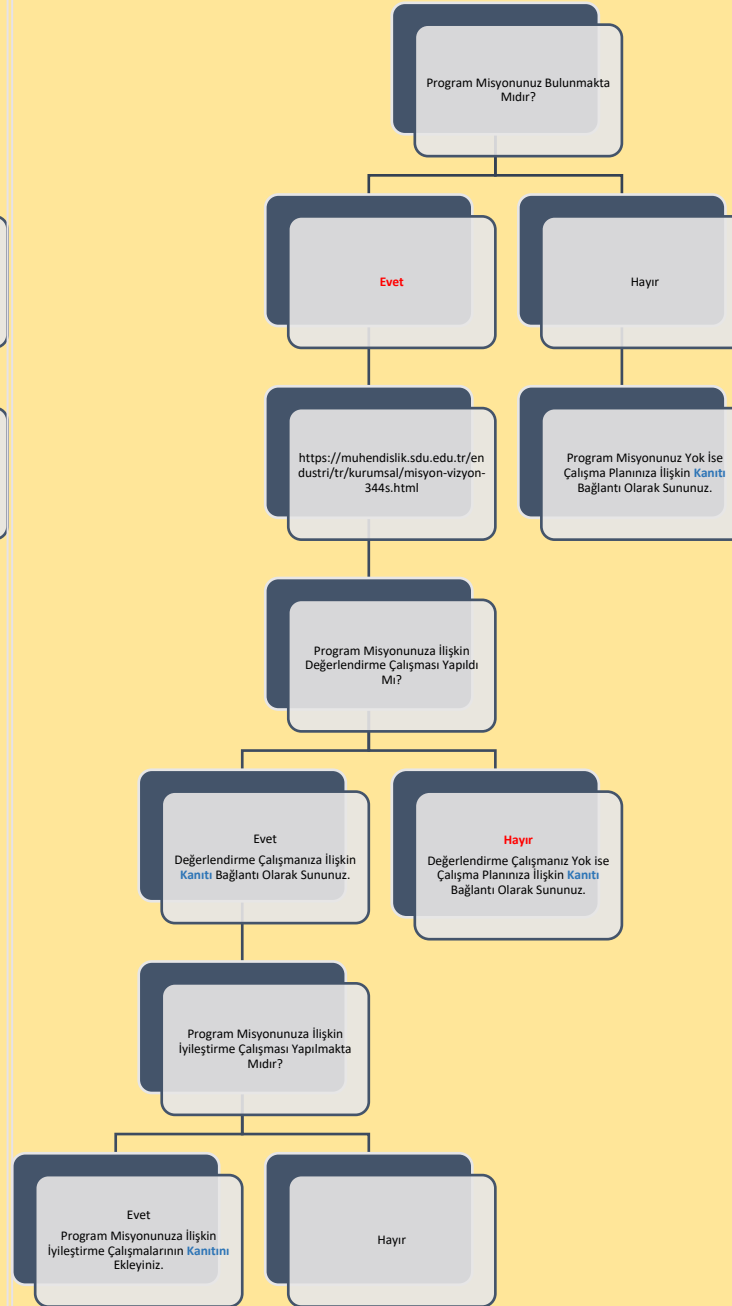 Program Misyonunuz Bulunmakta
Mıdır?
Evet
Hayır
https://muhendislik.sdu.edu.tr/en
dustri/tr/kurumsal/misyon-vizyon-
344s.html
Program Misyonunuz Yok İse
Çalışma Planınıza İlişkin Kanıtı
Bağlantı Olarak Sununuz.
Program Misyonunuza İlişkin
Değerlendirme Çalışması Yapıldı
Mı?
Evet
Değerlendirme Çalışmanıza İlişkin
Kanıtı Bağlantı Olarak Sununuz.
Hayır
Değerlendirme Çalışmanız Yok ise
Çalışma Planınıza İlişkin Kanıtı
Bağlantı Olarak Sununuz.
Program Misyonunuza İlişkin
İyileştirme Çalışması Yapılmakta
Mıdır?
Evet
Program Misyonunuza İlişkin
İyileştirme Çalışmalarının Kanıtını
Ekleyiniz.
Hayır